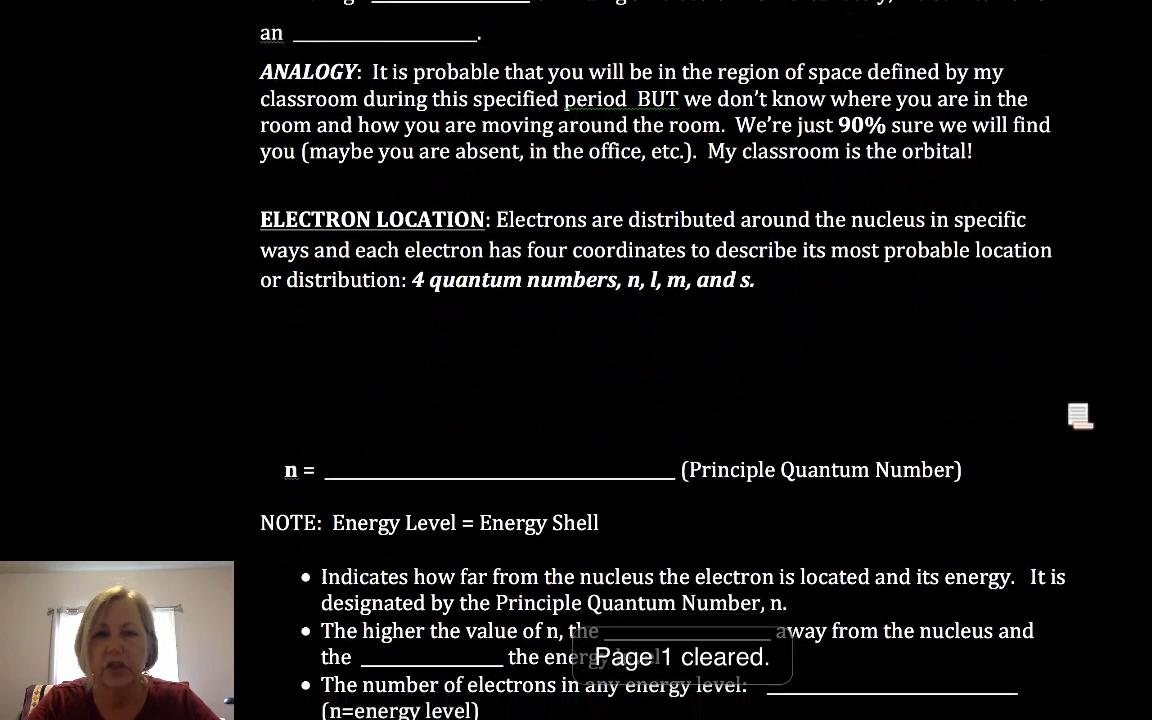 an _________________.
ANALOGY: It is probable that you will be in the region of space defined by my
classroom during this specified period BUT we don't know where you are in the
room and how you are moving around the room. We're just 90% sure we will find
you (maybe you are absent, in the office, etc.). My classroom is the orbital!
ELECTRON LOCATION: Electrons are distributed around the nucleus in specific
ways and each electron has four coordinates to describe its most probable location
or distribution: 4 quantum numbers, n, l, m, and s.
n = ________________________________ (Principle Quantum Number)
NOTE: Energy Level = Energy Shell
• Indicates how far from the nucleus the electron is located and its energy. It is
designated by the Principle Quantum Number, n.
• The higher the value of n, the _______________ away from the nucleus and
the _____________ the energy level
Page 1 cleared.
• The number of electrons in any energy level: _______________________
(n=energy level)